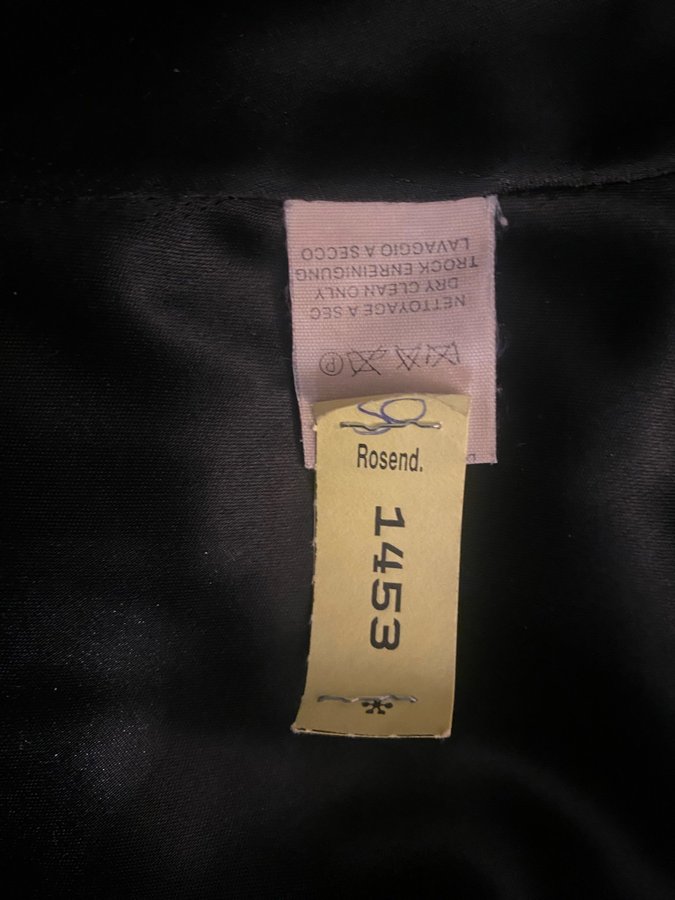 LAVAGGIO A SECCO
TROCK ENREINIGUNG
DRY CLEAN ONLY
NETTOYAGE A SEC
P
Rosend.
1453